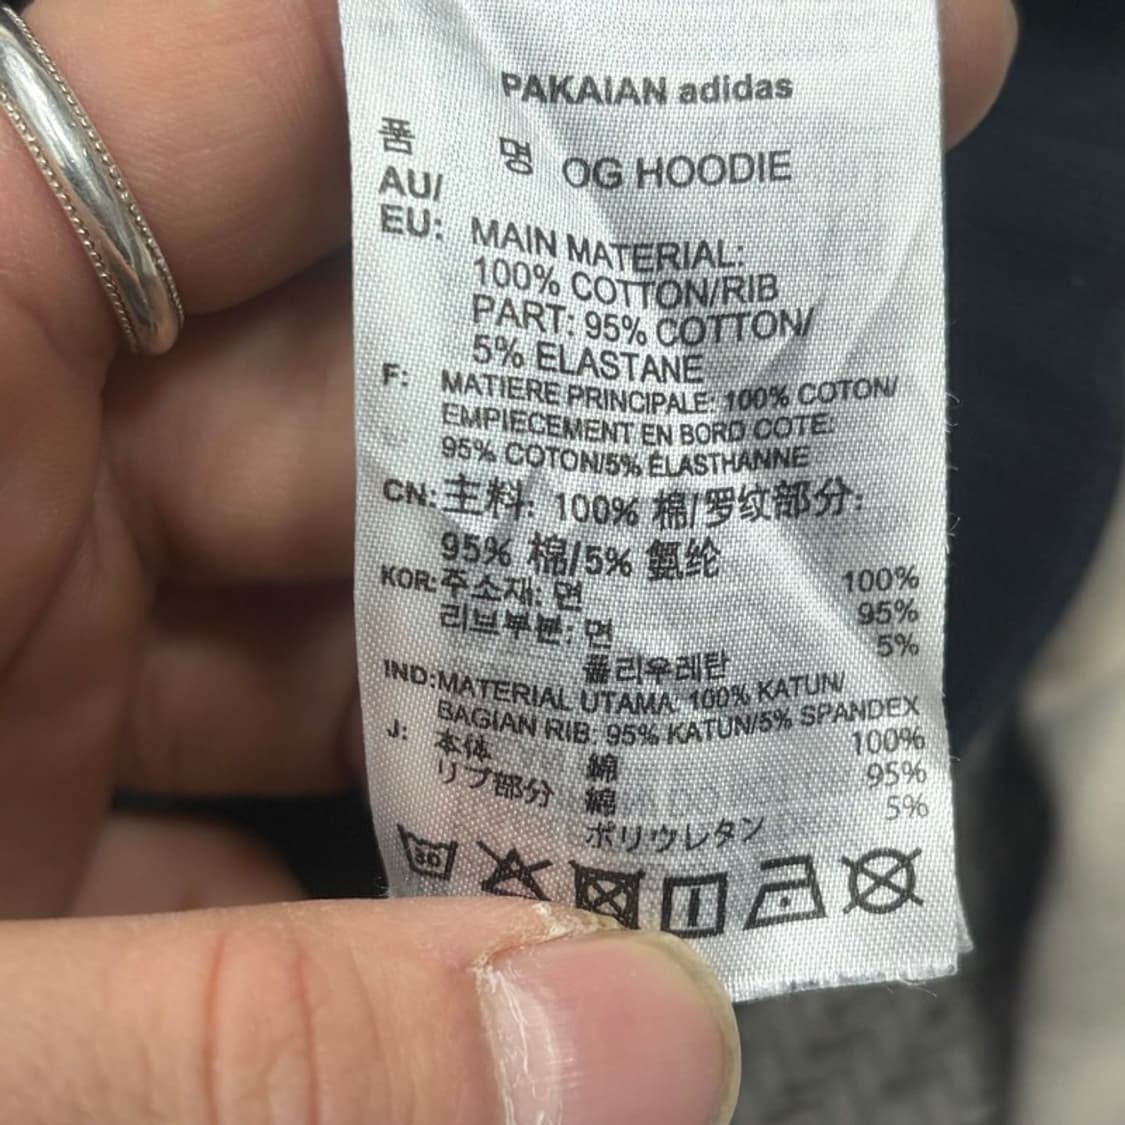 PAKAIAN adidas
품 명 OG HOODIE
AU/
EU: MAIN MATERIAL:
100% COTTON/RIB
PART: 95% COTTON/
5% ELASTANE
F: MATIERE PRINCIPALE: 100% COTON/
EMPIECEMENT EN BORD COTE:
95% COTON/5% ÉLASTHANNE
CN: 主料: 100% 棉/罗纹部分:
95% 棉/5% 氨纶
KOR: 주소재: 면 100%
리브부분: 면 95%
폴리우레탄 5%
IND: MATERIAL UTAMA: 100% KATUN/
BAGIAN RIB: 95% KATUN/5% SPANDEX
J: 本体 綿 100%
リブ部分 綿 95%
ポリウレタン 5%
30